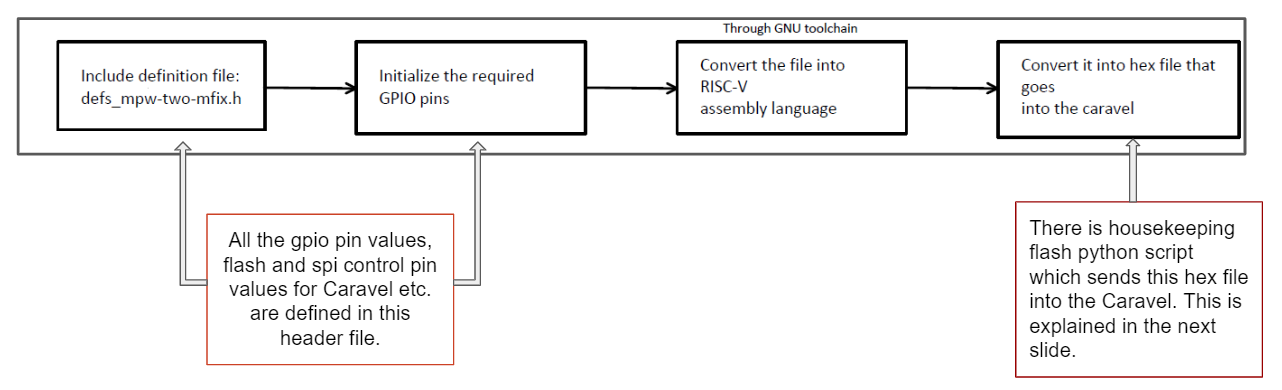 Through GNU toolchain
Include definition file:
defs_mpw-two-mfix.h
Initialize the required
GPIO pins
Convert the file into
RISC-V
assembly language
Convert it into hex file that
goes
into the caravel
All the gpio pin values,
flash and spi control pin
values for Caravel etc.
are defined in this
header file.
There is housekeeping
flash python script
which sends this hex file
into the Caravel. This is
explained in the next
slide.